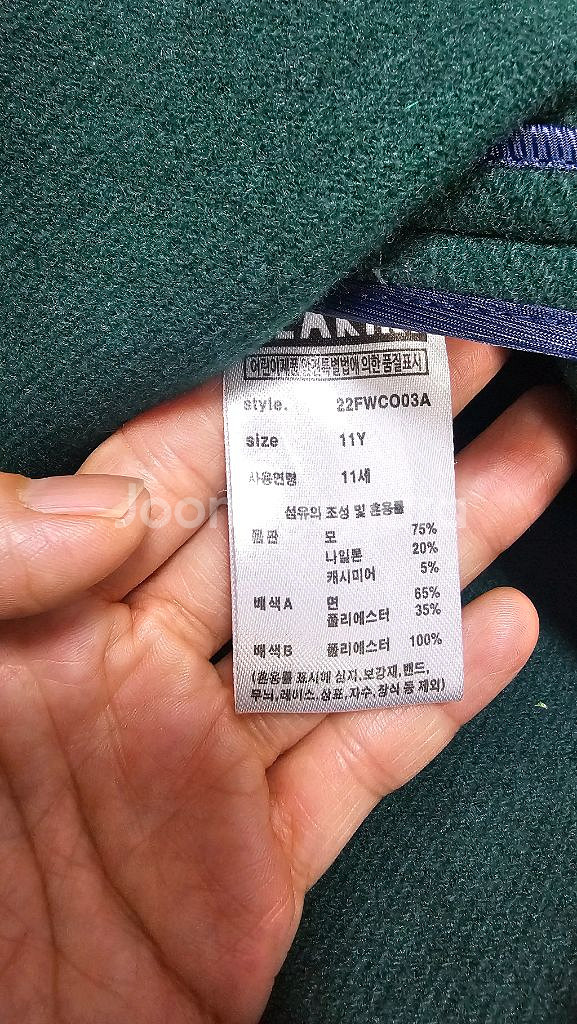 어린이제품 안전특별법에 의한 품질표시
style. 22FWCO03A
size 11Y
사용연령 11세
섬유의 조성 및 혼용률
겉판 모 75%
나일론 20%
캐시미어 5%
배색A 면 65%
폴리에스터 35%
배색B 폴리에스터 100%
(혼용률 표시에 심지,보강재,밴드,
무늬,레이스,상표,자수,장식 등 제외)